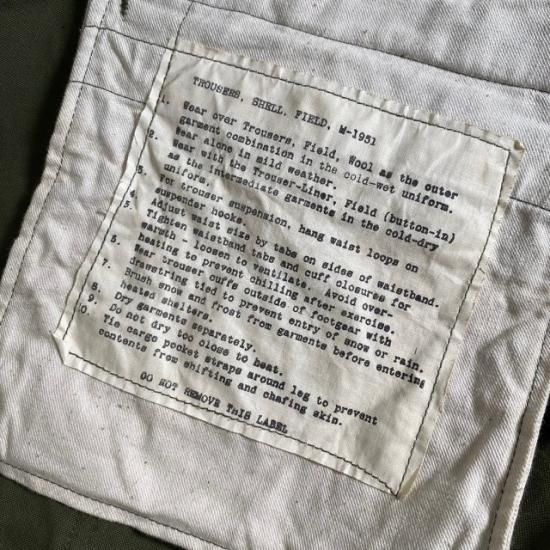 TROUSERS, SHELL, FIELD, M-1951
1. Wear over Trousers, Field, Wool as the outer
garment combination in the cold-wet uniform.
2. Wear alone in mild weather.
Wear with the Trouser-Liner, Field (button-in)
as the intermediate garments in the cold-dry
uniform.
3. For trouser suspension, hang waist loops on
suspender hooks.
4. Adjust waist size by tabs on sides of waistband.
5. Tighten waistband tabs and cuff closures for
warmth - loosen to ventilate. Avoid over-
heating to prevent chilling after exercise.
6. Wear trouser cuffs outside of footgear with
drawstring tied to prevent entry of snow or rain.
7. Brush snow and frost from garments before entering
heated shelters.
8. Dry garments separately.
9. Do not dry too close to heat.
10. Tie cargo pocket straps around leg to prevent
contents from shifting and chafing skin.
DO NOT REMOVE THIS LABEL